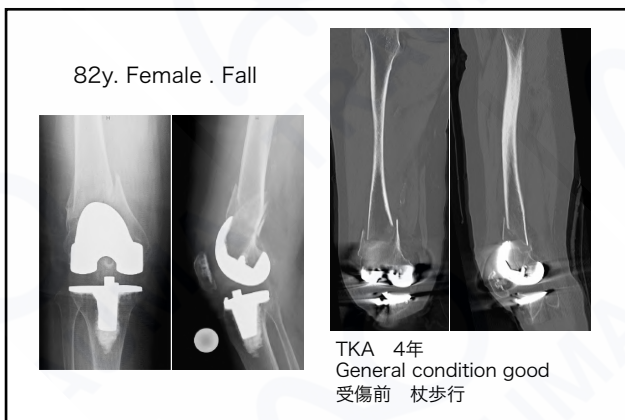 82y. Female . Fall
TKA　4年
General condition good
受傷前　杖歩行